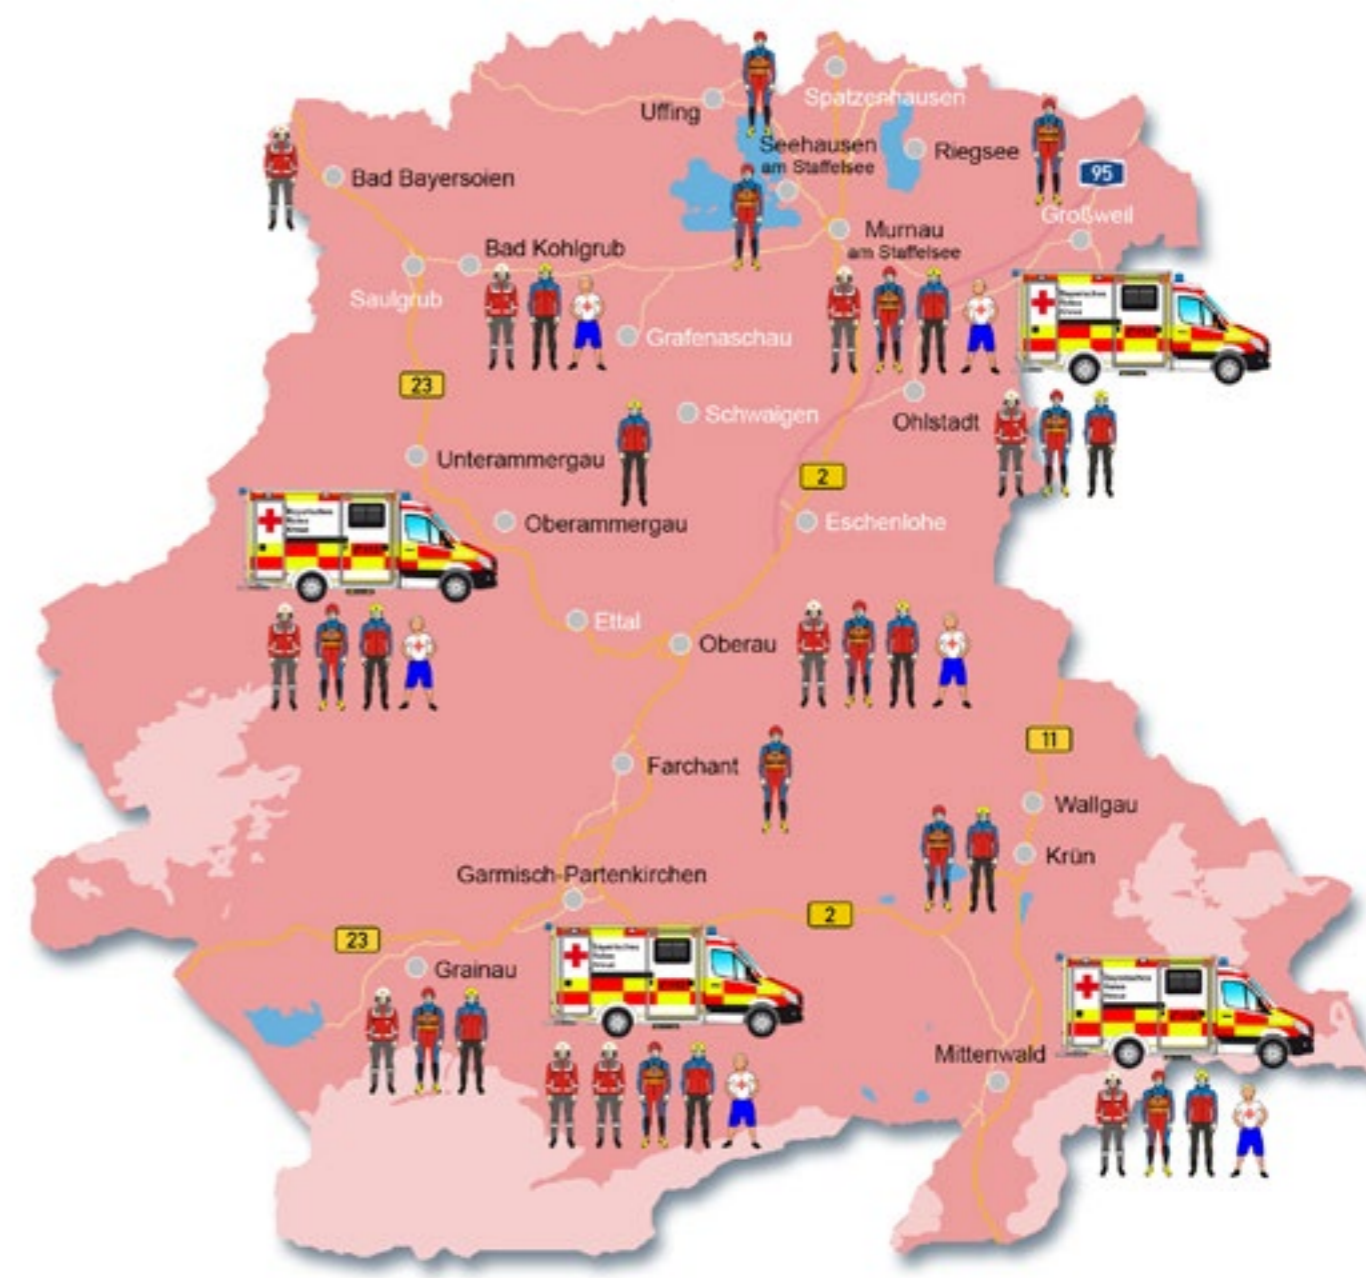 Spatzenhausen
Uffing
Seehausen
am Staffelsee
Riegsee
95
Bad Bayersoien
Großweil
Murnau
am Staffelsee
Bad Kohlgrub
Saulgrub
Grafenaschau
23
Schwaigen
Ohlstadt
Unterammergau
2
Oberammergau
Eschenlohe
Ettal
Oberau
11
Farchant
Wallgau
Krün
Garmisch-Partenkirchen
2
23
Grainau
Mittenwald